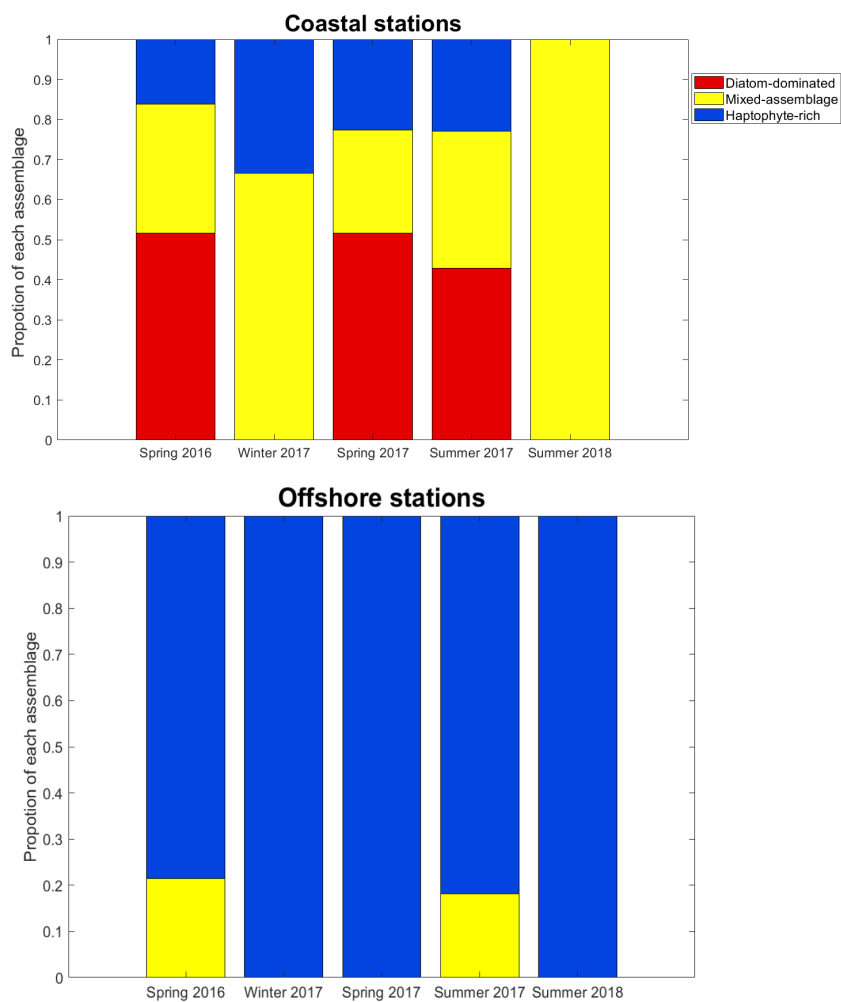 Coastal stations
1
0.9
0.8
0.7
0.6
0.5
0.4
0.3
0.2
0.1
0
Propotion of each assemblage
Spring 2016 Winter 2017 Spring 2017 Summer 2017 Summer 2018
Diatom-dominated
Mixed-assemblage
Haptophyte-rich
Offshore stations
1
0.9
0.8
0.7
0.6
0.5
0.4
0.3
0.2
0.1
0
Propotion of each assemblage
Spring 2016 Winter 2017 Spring 2017 Summer 2017 Summer 2018